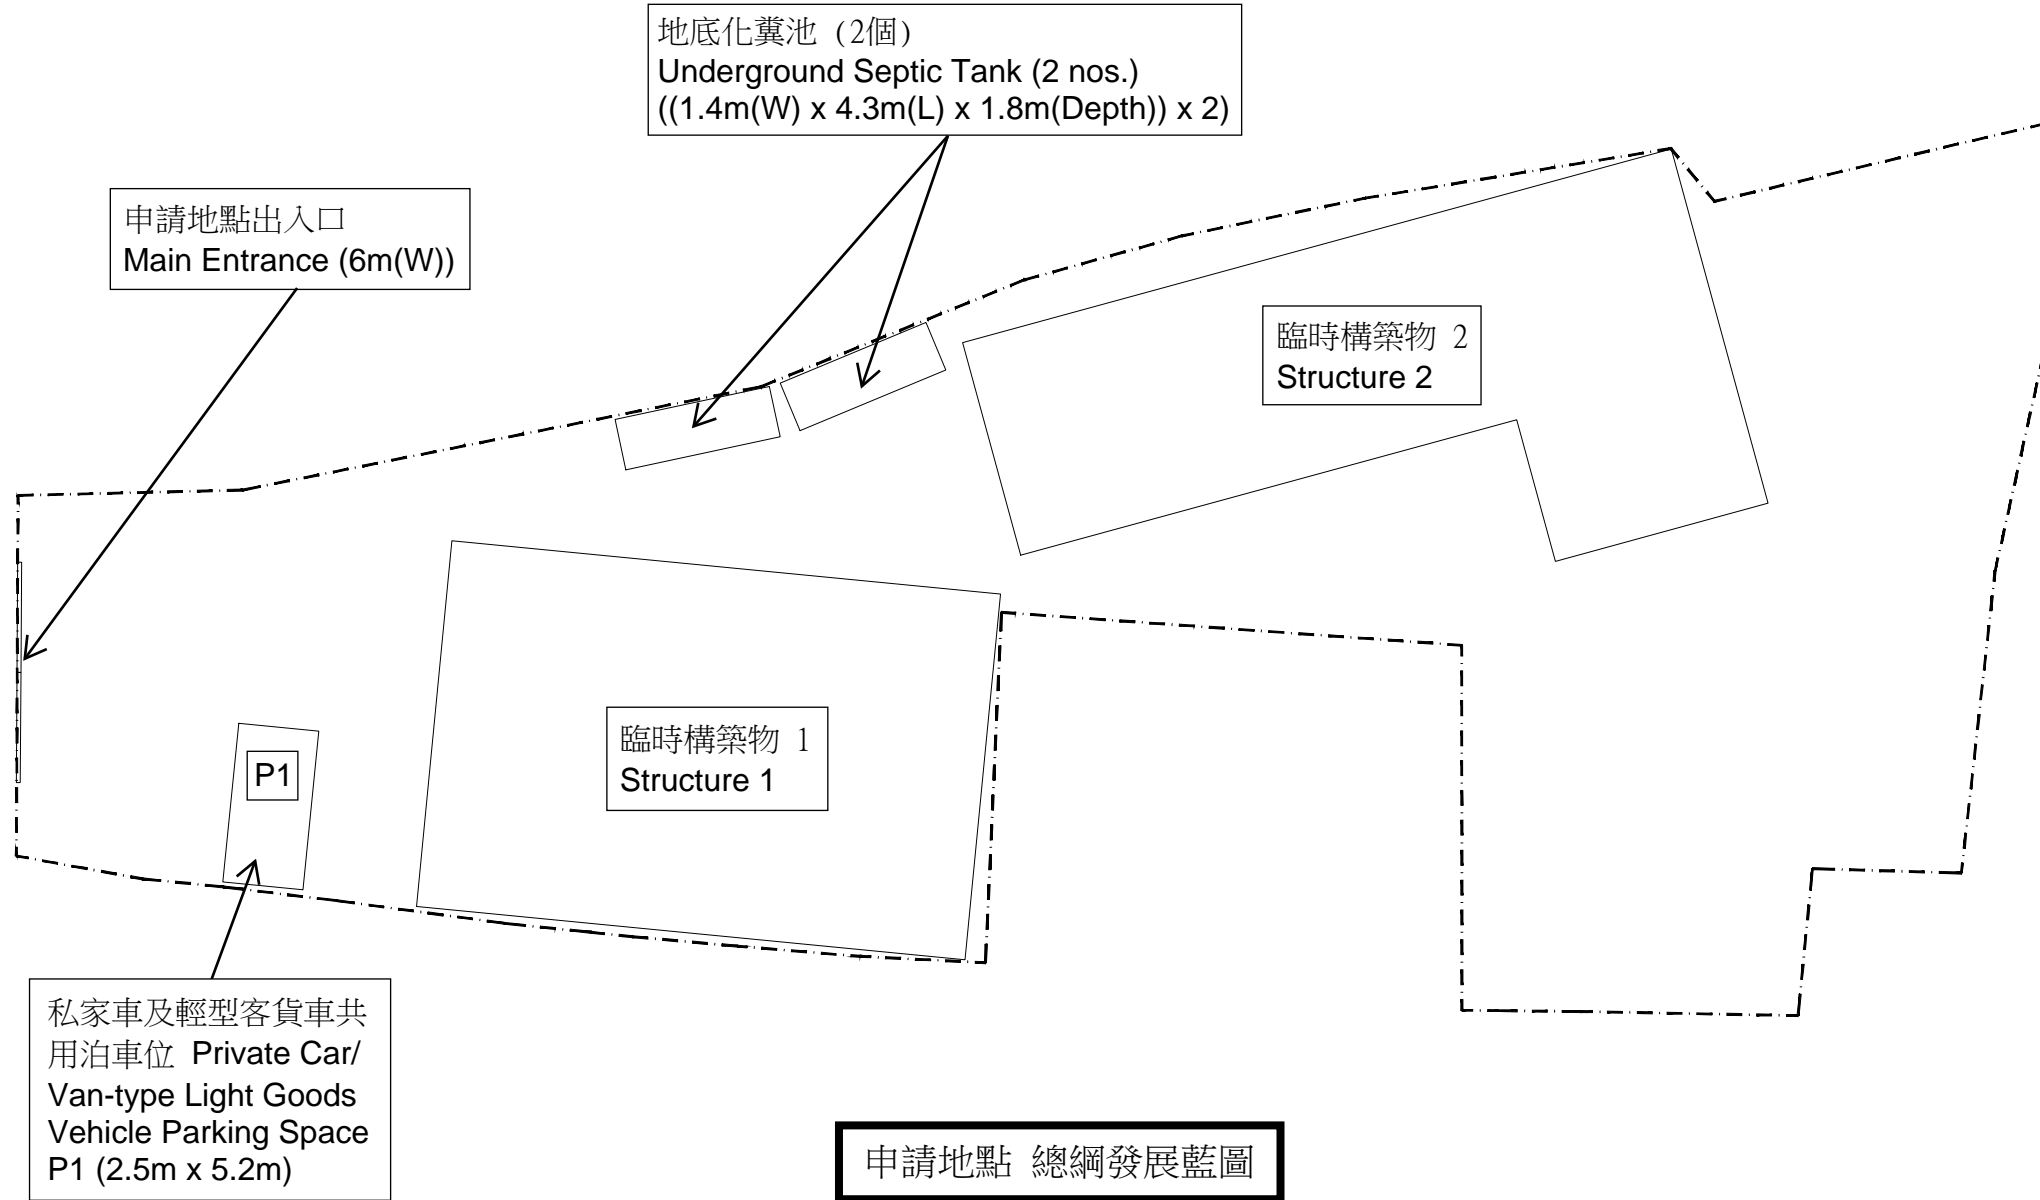 地底化糞池 (2個)
Underground Septic Tank (2 nos.)
((1.4m(W) x 4.3m(L) x 1.8m(Depth)) x 2)
申請地點出入口
Main Entrance (6m(W))
臨時構築物 2
Structure 2
臨時構築物 1
Structure 1
P1
私家車及輕型客貨車共
用泊車位 Private Car/
Van-type Light Goods
Vehicle Parking Space
P1 (2.5m x 5.2m)
申請地點 總綱發展藍圖